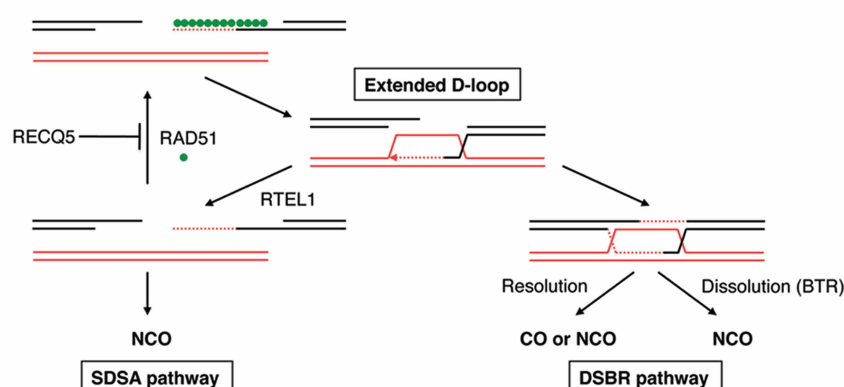 Extended D-loop
RECQ5
RAD51
RTEL1
Resolution
Dissolution (BTR)
NCO
CO or NCO
NCO
SDSA pathway
DSBR pathway